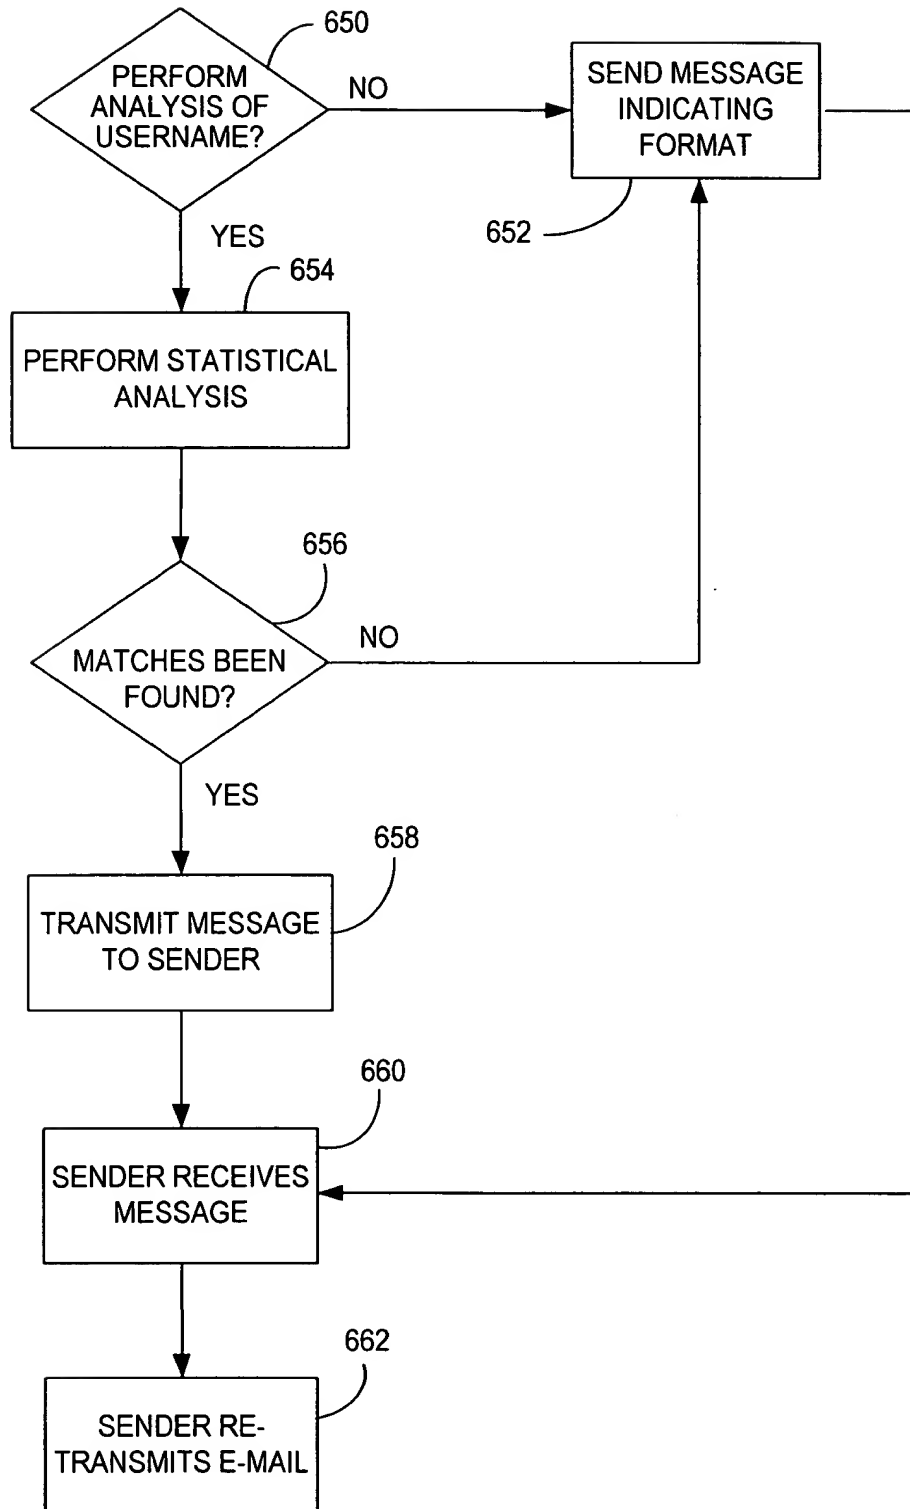 650
PERFORM
ANALYSIS OF
USERNAME?
NO
SEND MESSAGE
INDICATING
FORMAT
652
YES
654
PERFORM STATISTICAL
ANALYSIS
656
MATCHES BEEN
FOUND?
NO
YES
658
TRANSMIT MESSAGE
TO SENDER
660
SENDER RECEIVES
MESSAGE
662
SENDER RE-
TRANSMITS E-MAIL